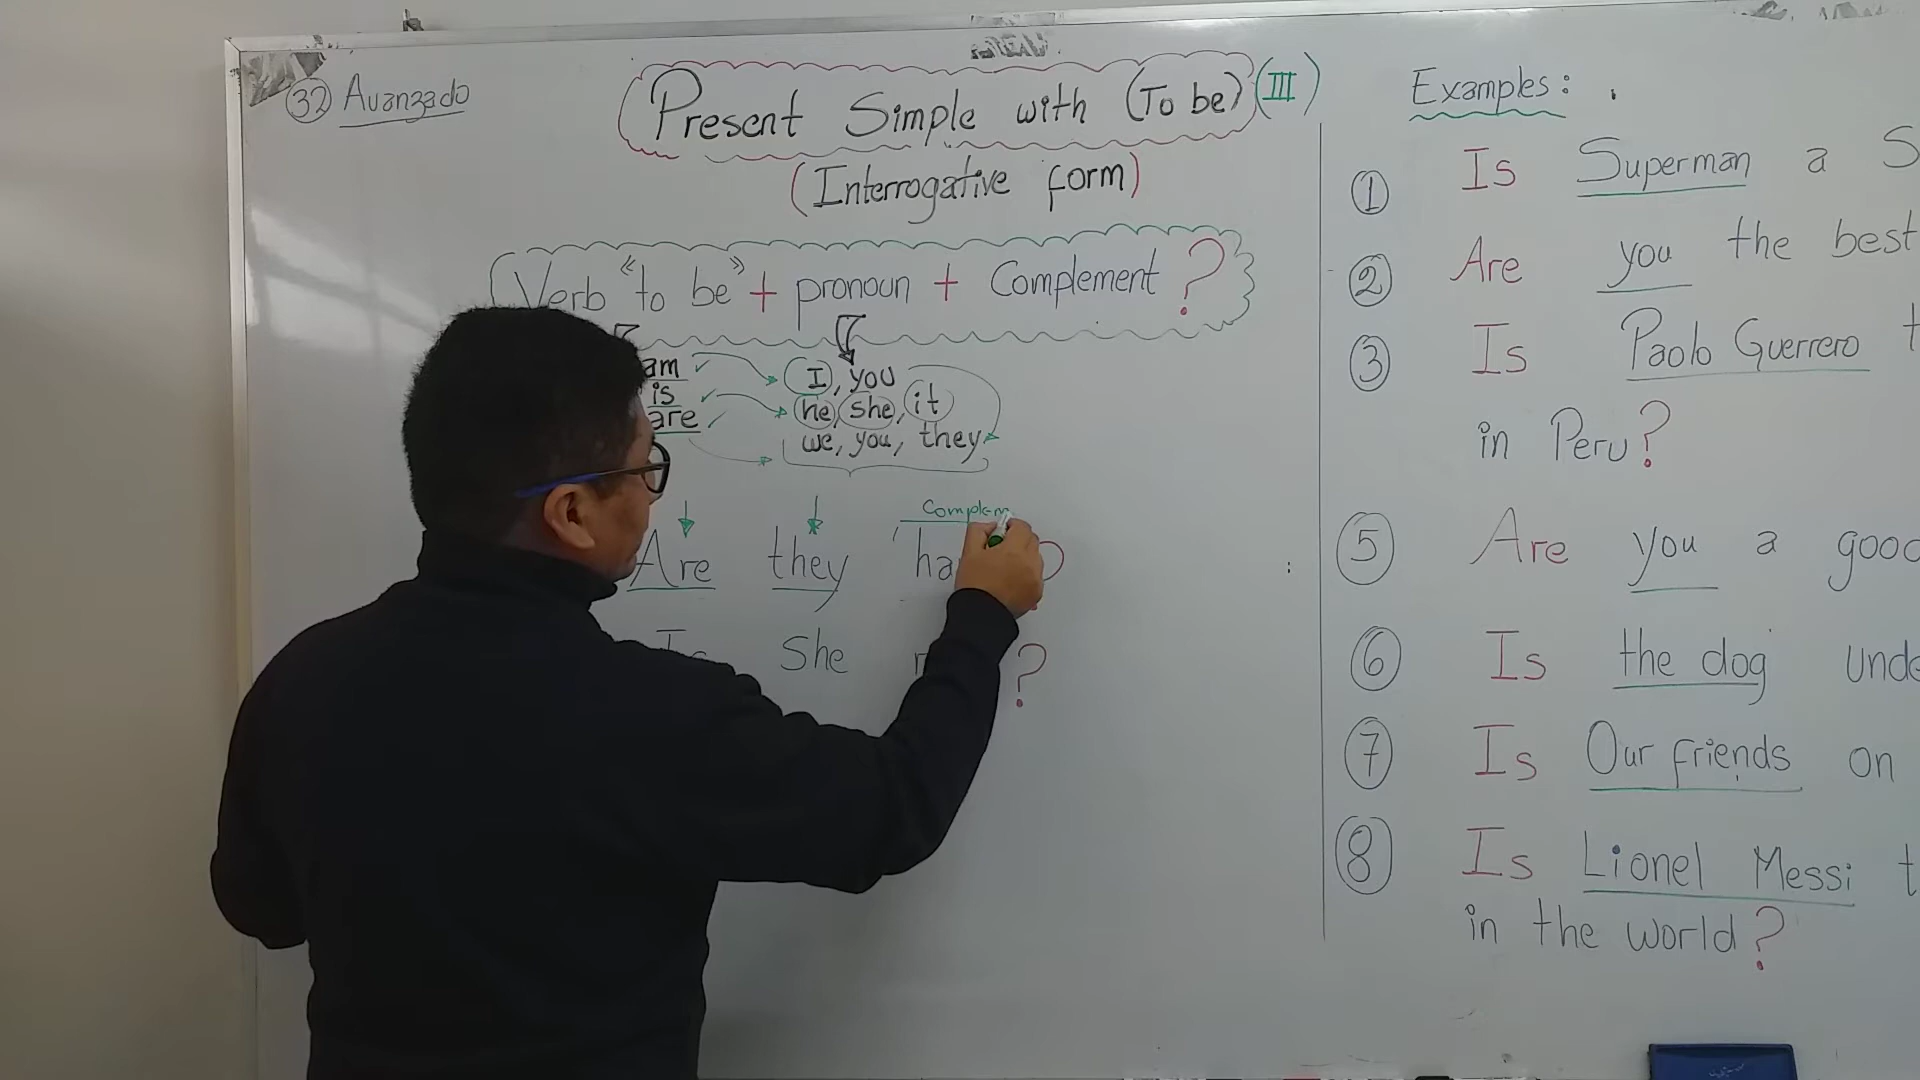 32 Avanzado
Present Simple with (To be) (III)
(Interrogative form)
Verb "to be" + pronoun + Complement ?
am I, you
is he, she, it
are we, you, they
Complem
Are they ha ?
she ?
Examples:
1 Is Superman a S
2 Are you the best
3 Is Paolo Guerrero t
in Peru?
5 Are you a good
6 Is the dog unde
7 Is Our friends on
8 Is Lionel Messi t
in the world?